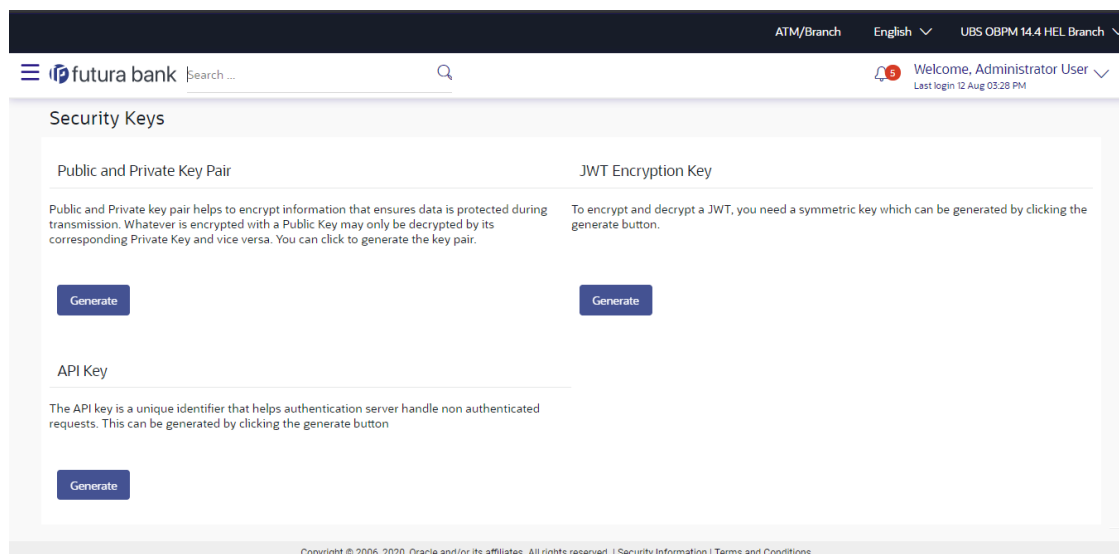 ATM/Branch English UBS OBPM 14.4 HEL Branch
futura bank Search ... 5 Welcome, Administrator User
Last login 12 Aug 03:28 PM
Security Keys
Public and Private Key Pair
Public and Private key pair helps to encrypt information that ensures data is protected during
transmission. Whatever is encrypted with a Public Key may only be decrypted by its
corresponding Private Key and vice versa. You can click to generate the key pair.
Generate
JWT Encryption Key
To encrypt and decrypt a JWT, you need a symmetric key which can be generated by clicking the
generate button.
Generate
API Key
The API key is a unique identifier that helps authentication server handle non authenticated
requests. This can be generated by clicking the generate button
Generate
Copyright © 2006, 2020, Oracle and/or its affiliates. All rights reserved. | Security Information | Terms and Conditions